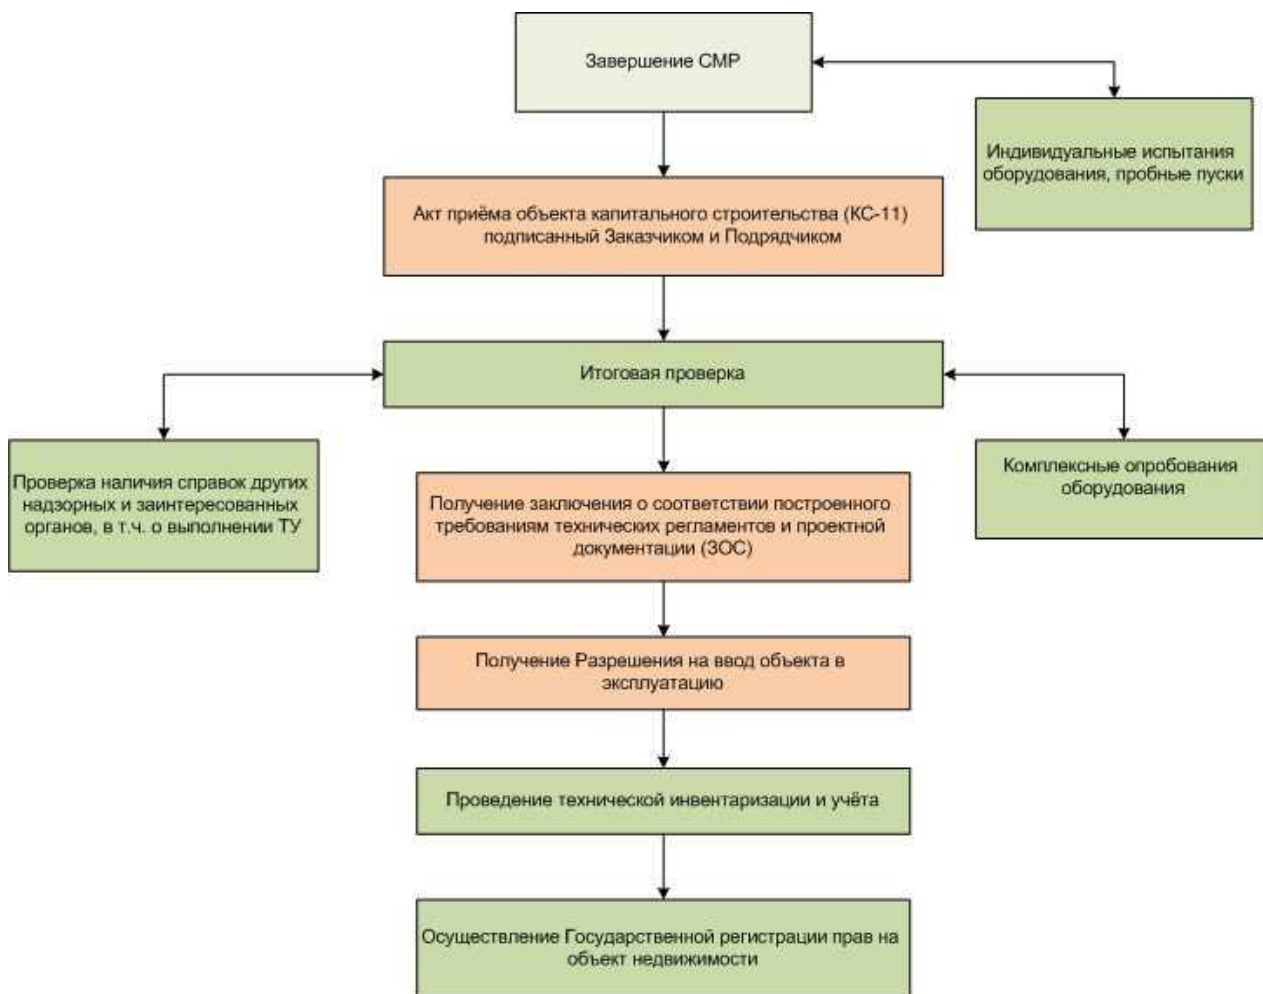 Завершение СМР
Индивидуальные испытания
оборудования, пробные пуски
Акт приёма объекта капитального строительства (КС-11)
подписанный Заказчиком и Подрядчиком
Итоговая проверка
Проверка наличия справок других
надзорных и заинтересованных
органов, в т.ч. о выполнении ТУ
Комплексные опробования
оборудования
Получение заключения о соответствии построенного
требованиям технических регламентов и проектной
документации (ЗОС)
Получение Разрешения на ввод объекта в
эксплуатацию
Проведение технической инвентаризации и учёта
Осуществление Государственной регистрации прав на
объект недвижимости